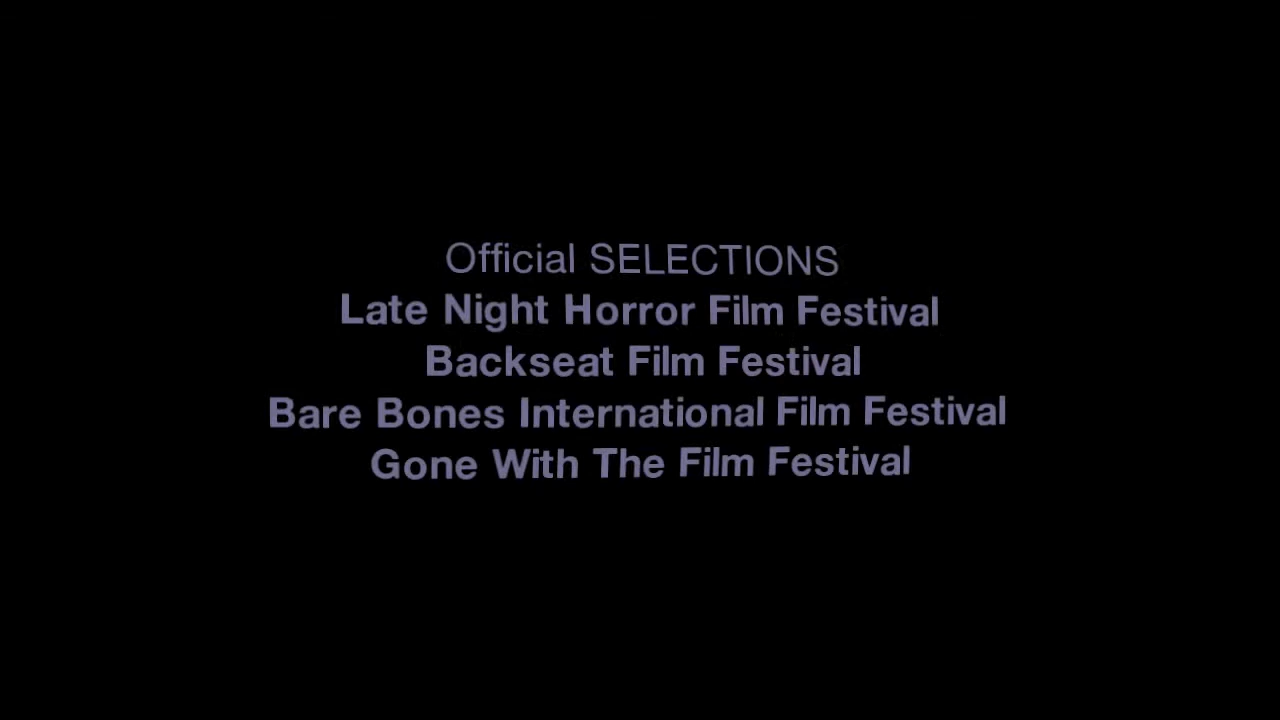 Official SELECTIONS
Late Night Horror Film Festival
Backseat Film Festival
Bare Bones International Film Festival
Gone With The Film Festival